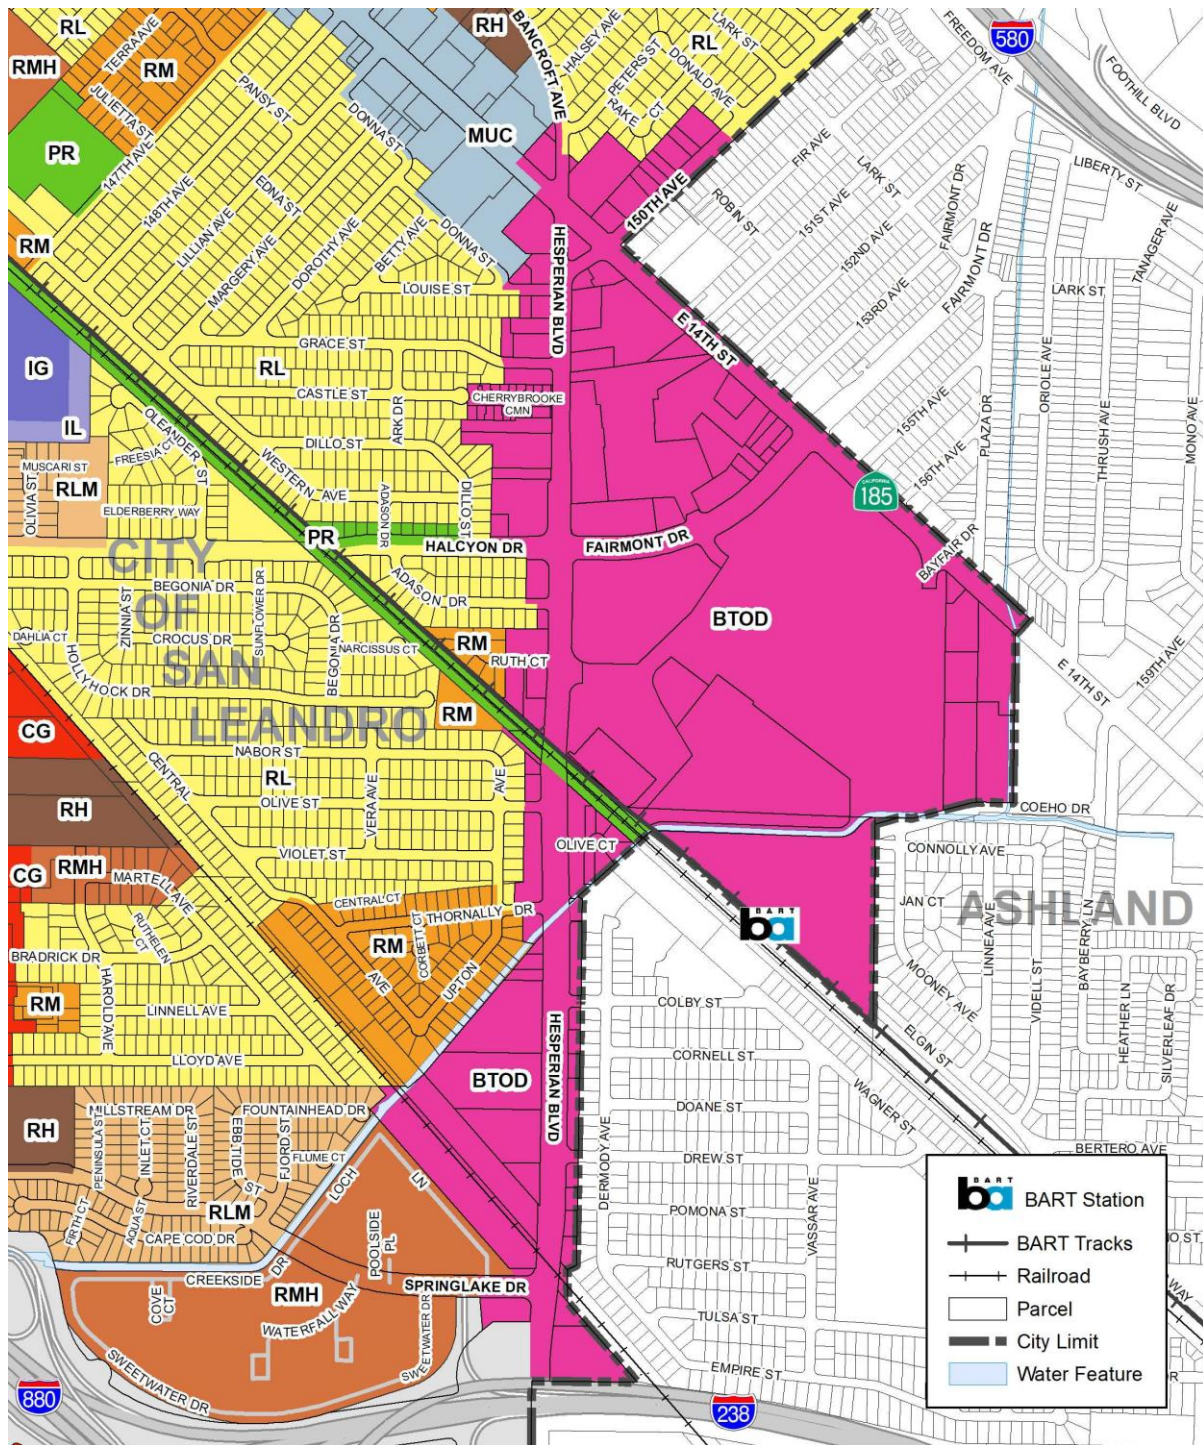 RL
RH
BANCROFT AVE
HALSEY AVE
LARK ST
PETERS ST
RL
DONALD AVE
RAKE CT
FREEDOM AVE
580
FOOTHILL BLVD
RMH
TERRA AVE
RM
JULIETTA ST
PANSY ST
DONNA ST
MUC
PR
147TH AVE
148TH AVE
EDNA ST
LILLIAN AVE
MARGERY AVE
DOROTHY AVE
BETTY AVE
DONNA ST
LOUISE ST
RM
150TH AVE
HESPERIAN BLVD
E 14TH ST
FIR AVE
LARK ST
ROBIN ST
151ST AVE
152ND AVE
153RD AVE
FAIRMONT DR
FAIRMONT DR
LIBERTY ST
TANAGER AVE
LARK ST
ORIOLE AVE
PLAZA DR
THRUSH AVE
MONO AVE
155TH AVE
156TH AVE
IG
IL
GRACE ST
RL
CASTLE ST
ARK DR
CHERRYBROOKE
CMN
DILLO ST
DILLO ST
OLEANDER ST
FREESIA CT
WESTERN AVE
ADASON DR
MUSCARI ST
OLIVIA ST
RLM
ELDERBERRY WAY
PR
HALCYON DR
FAIRMONT DR
CALIFORNIA
185
BAYFAIR DR
CITY
OF
SAN
LEANDRO
BEGONIA DR
ZINNIA ST
SUNFLOWER DR
CROCUS DR
DAHLIA CT
BEGONIA DR
NARCISSUS CT
ADASON DR
HOLLYHOCK DR
RM
RUTH CT
RM
BTOD
E 14TH ST
159TH AVE
CG
CENTRAL
NABOR ST
RL
AVE
OLIVE ST
VERA AVE
VIOLET ST
RH
OLIVE CT
COEHO DR
CONNOLLY AVE
CG
RMH
MARTELL AVE
CENTRAL CT
THORNALLY DR
RM
CORBETT CT
UPTON
AVE
BART
ba
JAN CT
ASHLAND
LINNEA AVE
BAYBERRY LN
MOONEY AVE
VIDELL ST
RUTHELEN CT
BRADRICK DR
HAROLD AVE
RM
LINNELL AVE
LLOYD AVE
COLBY ST
ELGIN ST
HEATHER LN
SILVERLEAF DR
HESPERIAN BLVD
BTOD
CORNELL ST
WAGNER ST
DOANE ST
RH
MILLSTREAM DR
FOUNTAINHEAD DR
PENINSULA ST
INLET CT
RIVERDALE ST
EBB TIDE ST
FJORD ST
FLUME CT
LOCH
LN
DERMODY AVE
DREW ST
BERTERO AVE
FIRTH CT
AQUA ST
RLM
CAPE COD DR
POOLSIDE PL
POMONA ST
VASSAR AVE
CREEKSIDE DR
RMH
SPRINGLAKE DR
RUTGERS ST
COVE CT
WATERFALL WAY
SWEETWATER DR
TULSA ST
SWEETWATER DR
EMPIRE ST
880
238
WAY
BART
ba BART Station
BART Tracks
Railroad
Parcel
City Limit
Water Feature